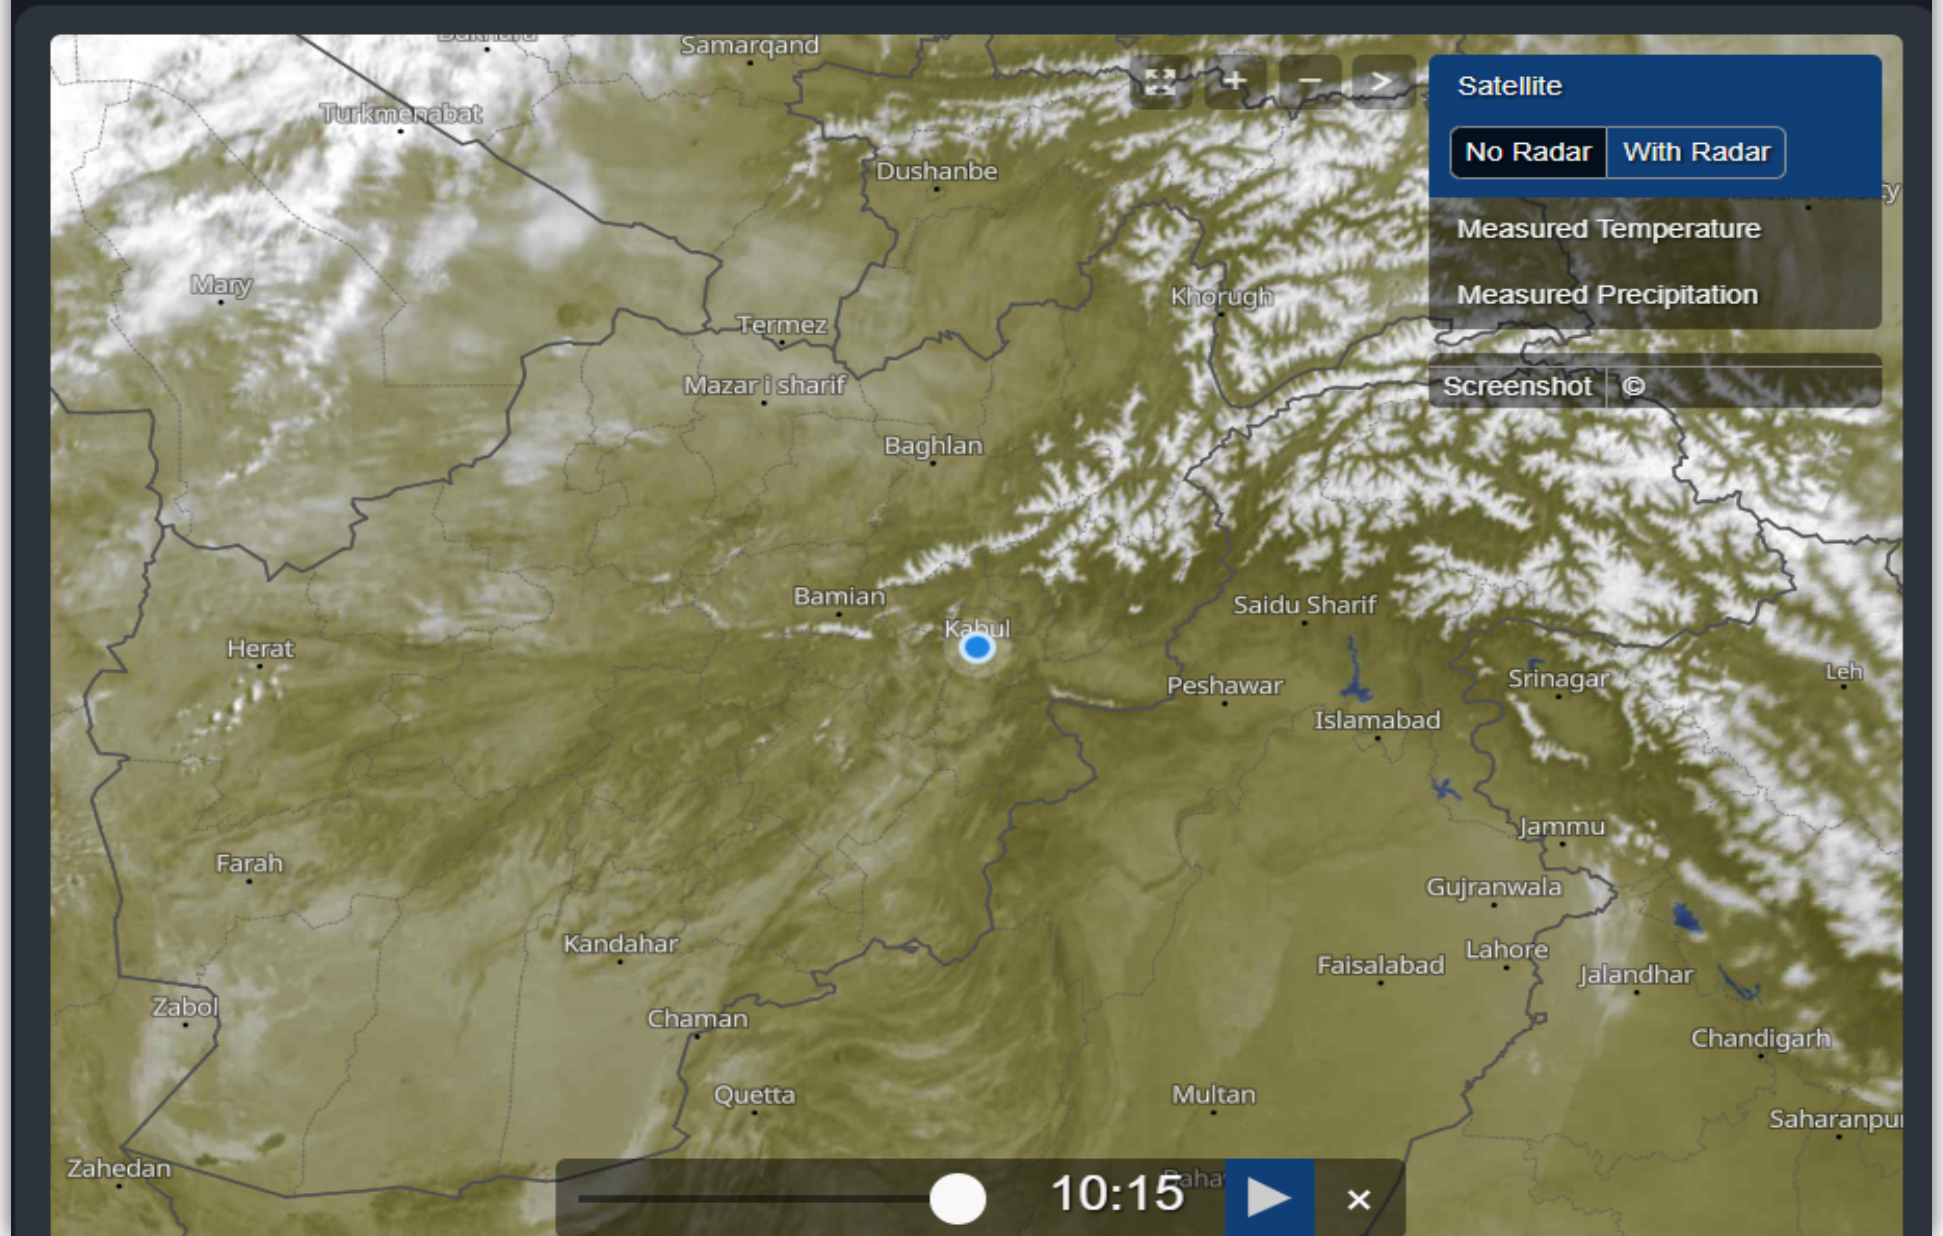 Samarqand
Satellite
Turkmenabat
No Radar
With Radar
Dushanbe
Measured Temperature
Mary
Khorugh
Measured Precipitation
Termez
Mazar i sharif
Screenshot
©
Baghlan
Bamian
Saidu Sharif
Kabul
Herat
Leh
Srinagar
Peshawar
Islamabad
Jammu
Farah
Gujranwala
Kandahar
Lahore
Faisalabad
Jalandhar
Zabol
Chaman
Chandigarh
Quetta
Multan
Saharanpur
Zahedan
10:15